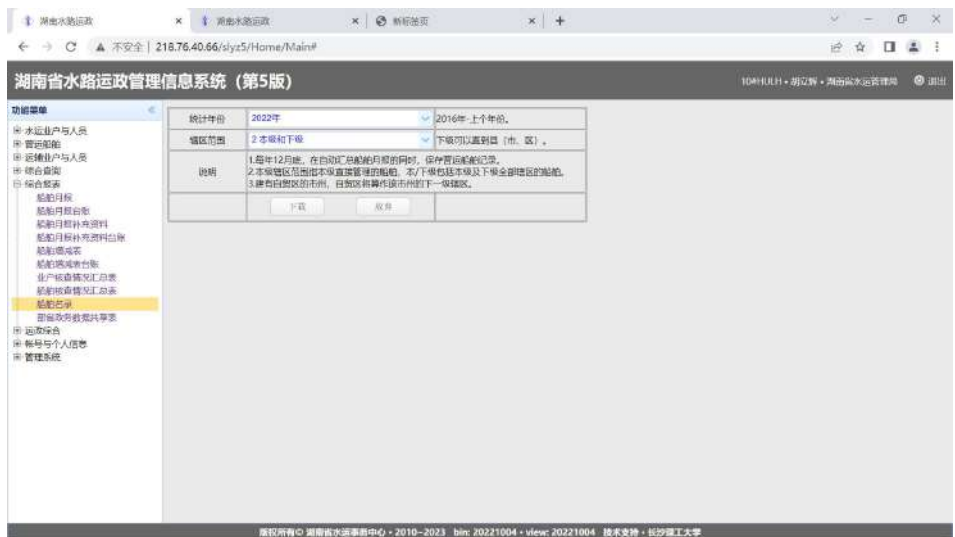 湖南水路运政
湖南水路运政
新标签页
不安全 218.76.40.66/slyz5/Home/Main#
湖南省水路运政管理信息系统（第5版）
退出
功能菜单
水运业户与人员
营运船舶
运辅业户与人员
综合查询
综合报表
船舶月报
船舶月报台账
船舶月报补充资料
船舶月报补充资料台账
船舶增减表
船舶增减表台账
业户核查情况汇总表
船舶核查情况汇总表
船舶名录
部省政务数据共享表
运政综合
帐号与个人信息
管理系统
统计年份 2022年 2016年-上个年份。
辖区范围 2 本级和下级 下级可以直到县（市、区）。
说明
1.每年12月底，在自动汇总船舶月报的同时，保存营运船舶记录。
2.本级辖区范围指本级直接管理的船舶，本/下级包括本级及下级全部辖区的船舶。
3.建有自贸区的市州，自贸区将算作该市州的下一级辖区。
下载 放弃
版权所有© 湖南省水运事务中心 · 2010-2023 bin: 20221004 · view: 20221004 技术支持 · 长沙理工大学